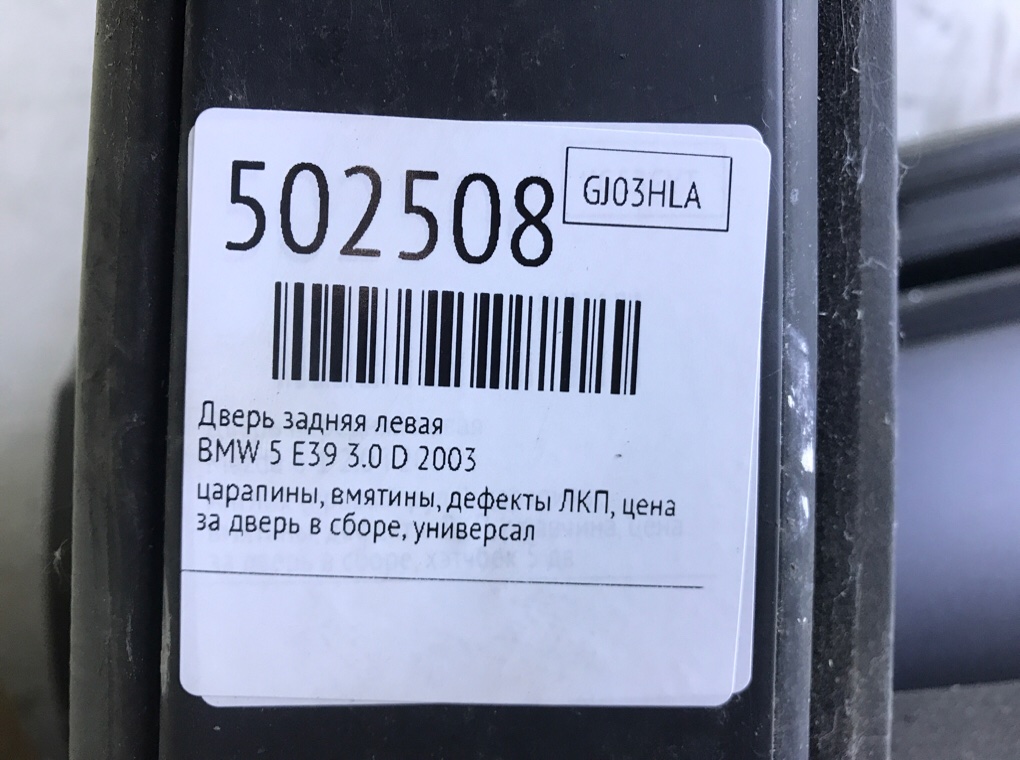 502508
GJ03HLA
Дверь задняя левая
BMW 5 E39 3.0 D 2003
царапины, вмятины, дефекты ЛКП, цена
за дверь в сборе, универсал